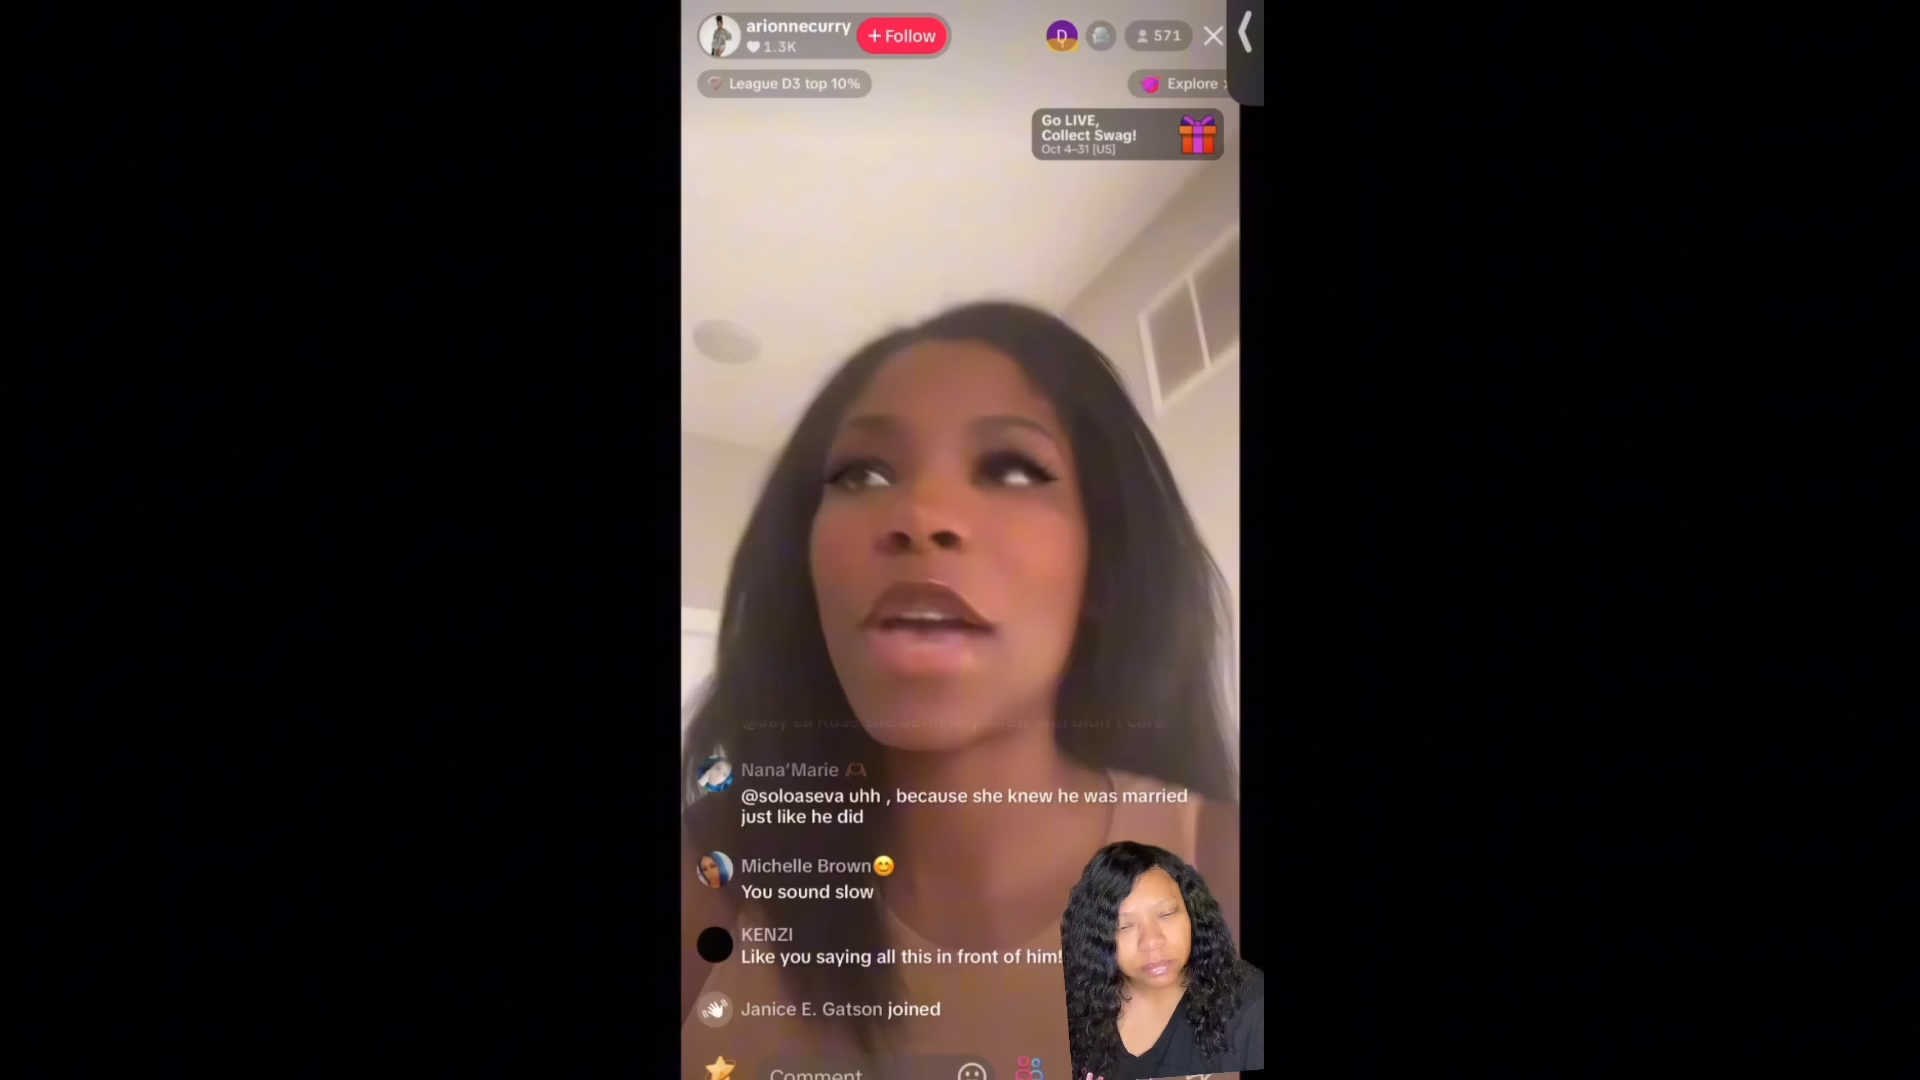 arionnecurry
1.3K
+ Follow
D
571
League D3 top 10%
Explore
Go LIVE,
Collect Swag!
Oct 4–31 [US]
Nana’Marie
@soloaseva uhh , because she knew he was married
just like he did
Michelle Brown😊
You sound slow
KENZI
Like you saying all this in front of him!
Janice E. Gatson joined
Comment